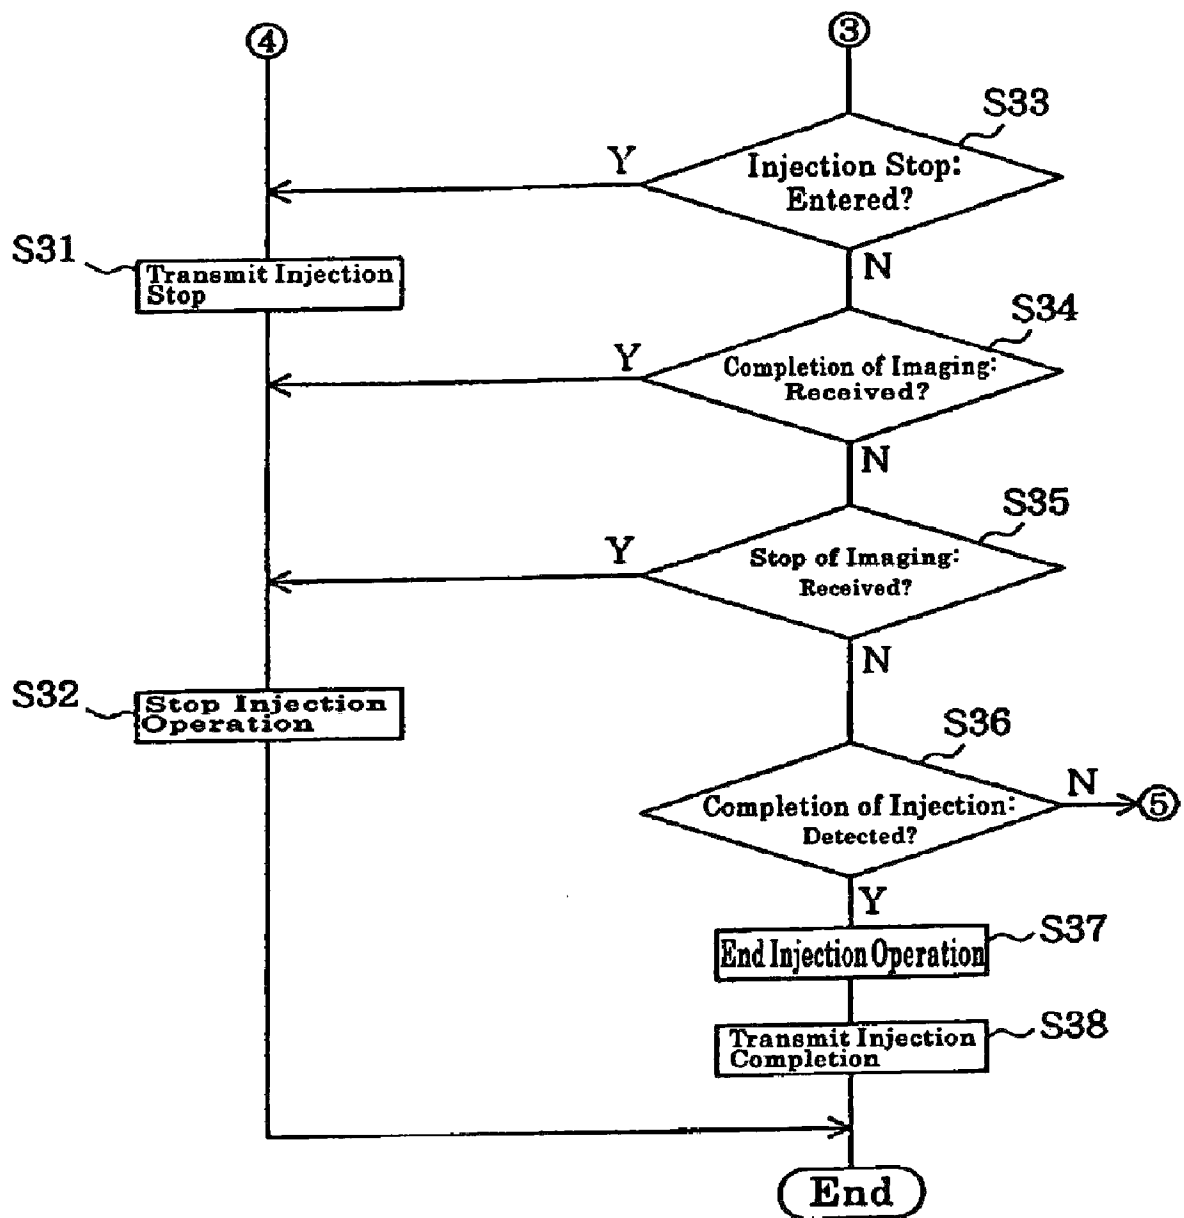 ④
③
S33
Y
Injection Stop:
Entered?
S31
Transmit Injection
Stop
N
S34
Y
Completion of Imaging:
Received?
N
S35
Y
Stop of Imaging:
Received?
N
S32
Stop Injection
Operation
S36
Completion of Injection:
Detected?
N
⑤
Y
S37
End Injection Operation
S38
Transmit Injection
Completion
End